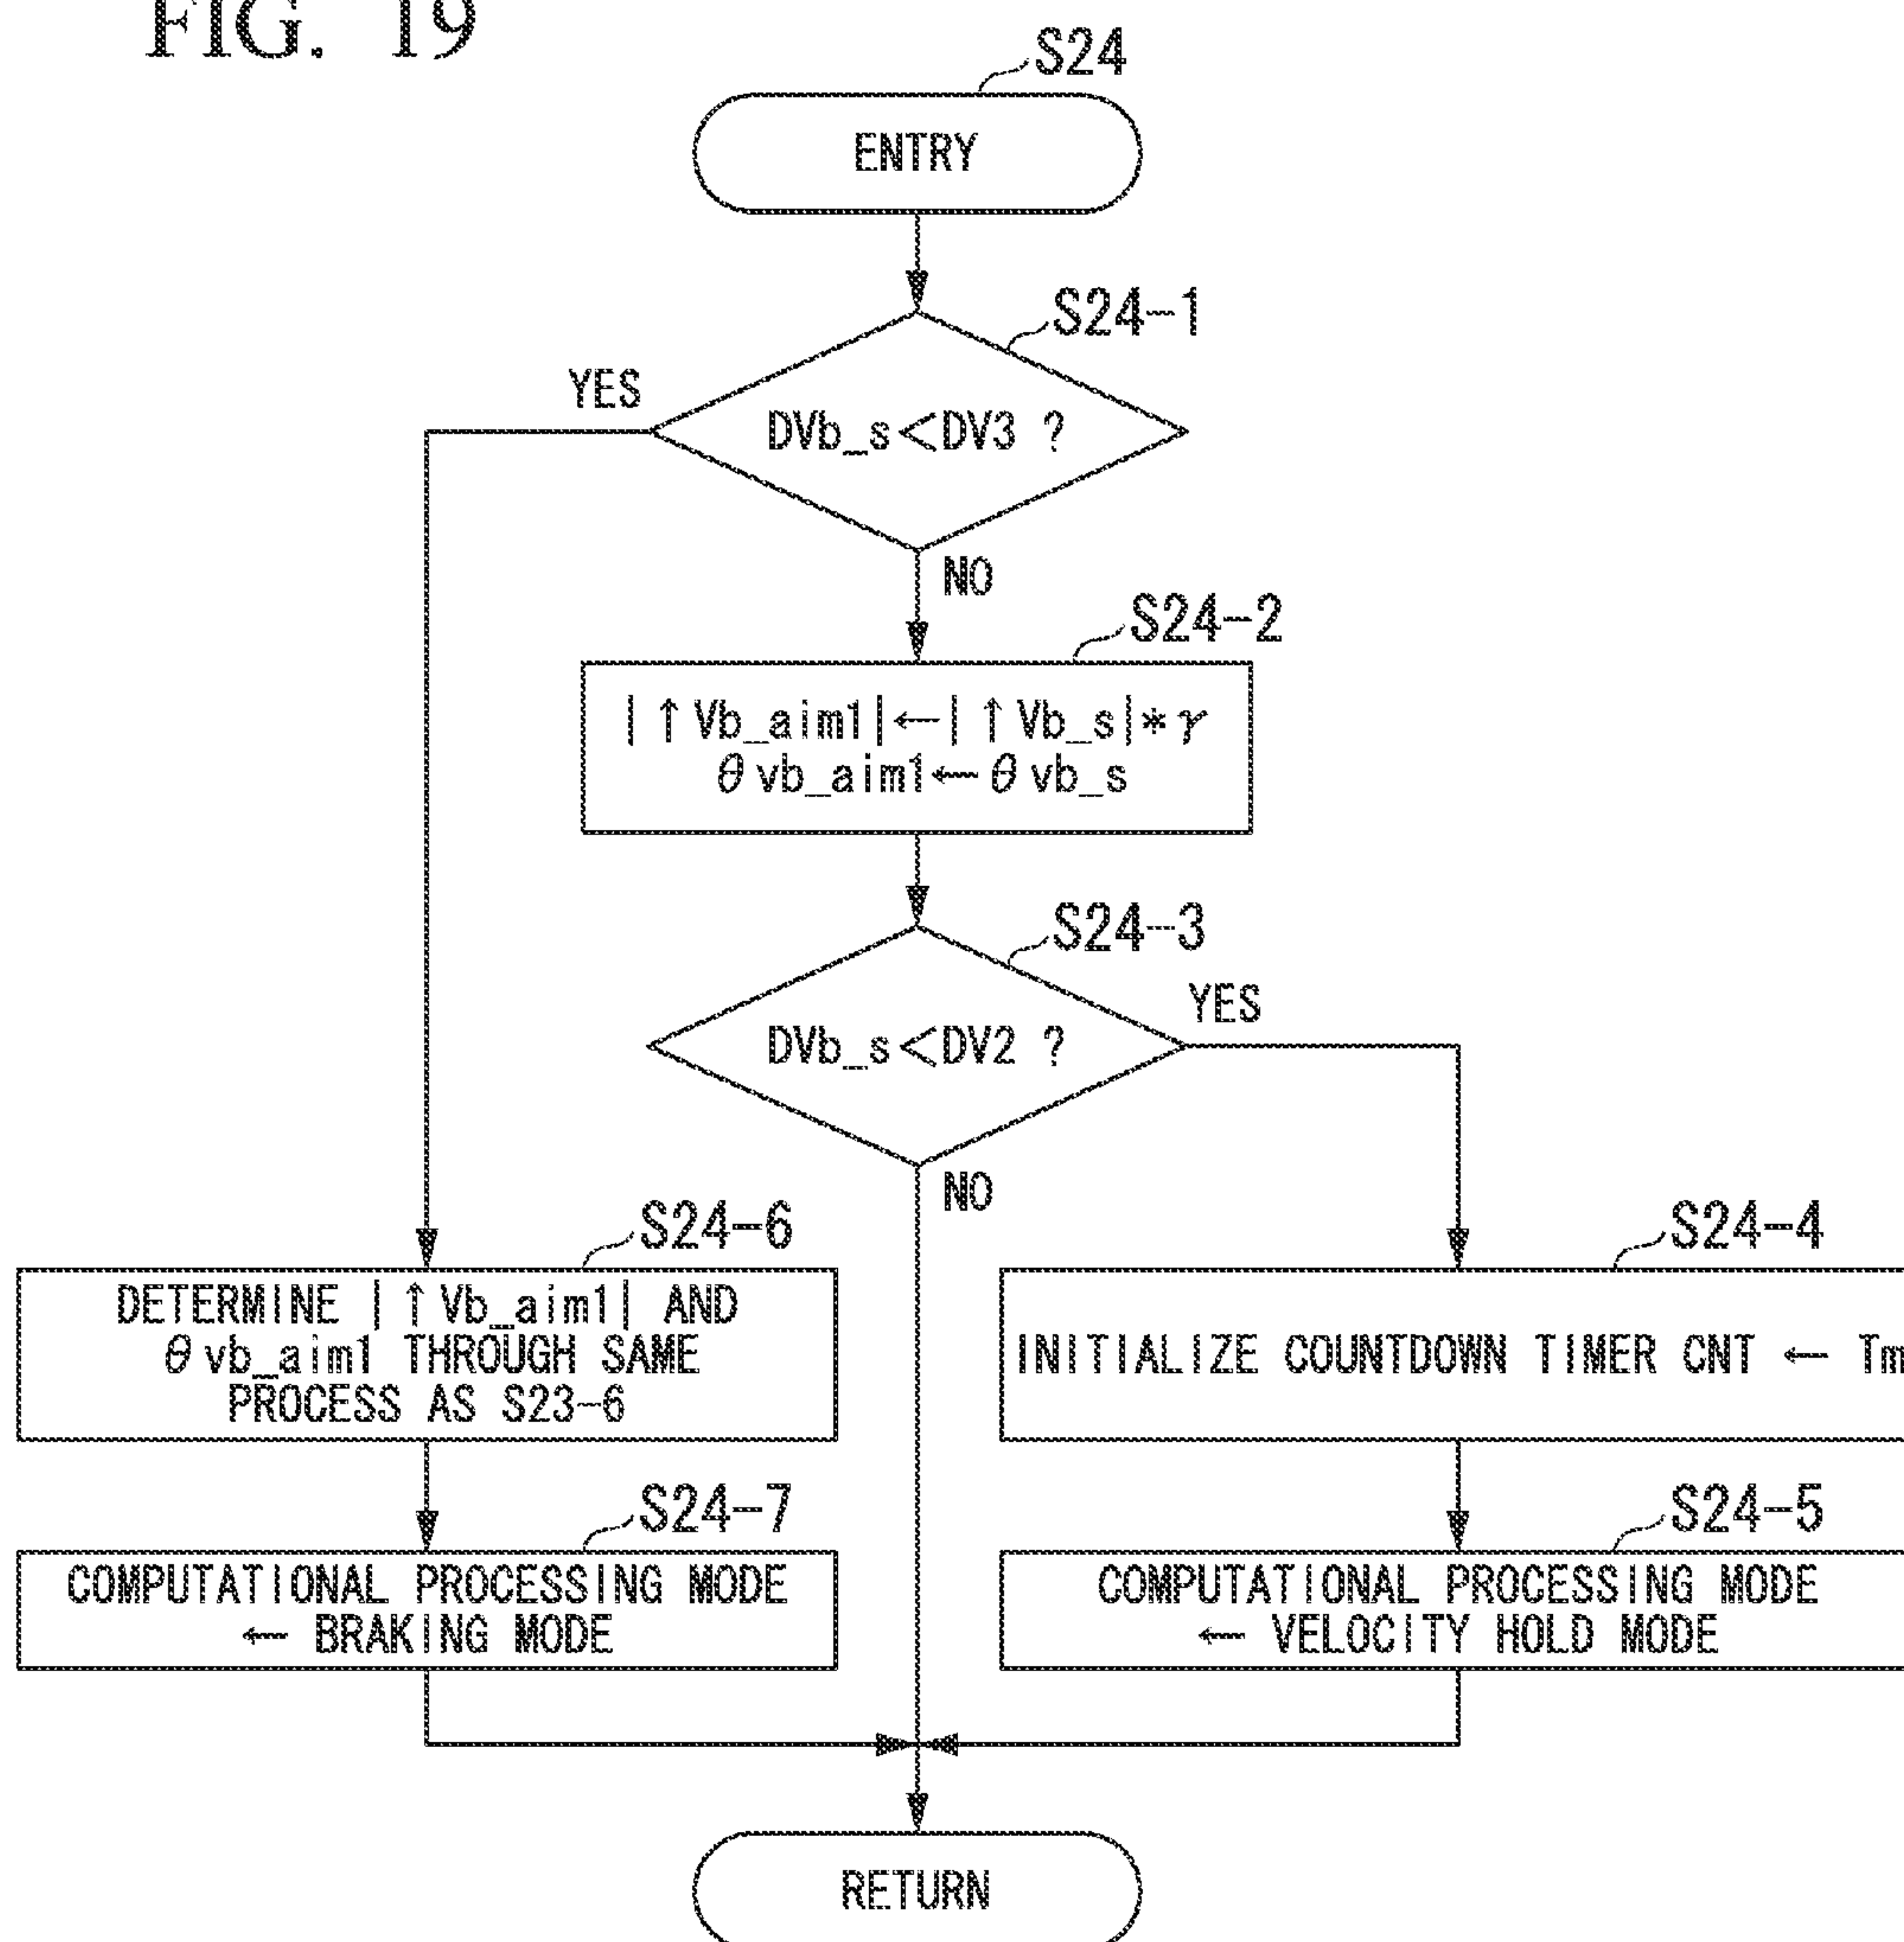 FIG. 19
S24
ENTRY
S24-1
YES
DVb_s<DV3 ?
NO
S24-2
|↑Vb_aim1|←|↑Vb_s|*γ
θvb_aim1←θvb_s
S24-3
YES
DVb_s<DV2 ?
NO
S24-6
DETERMINE |↑Vb_aim1| AND
θvb_aim1 THROUGH SAME
PROCESS AS S23-6
S24-4
INITIALIZE COUNTDOWN TIMER CNT ←
S24-7
COMPUTATIONAL PROCESSING MODE
← BRAKING MODE
S24-5
COMPUTATIONAL PROCESSING MODE
← VELOCITY HOLD MODE
RETURN